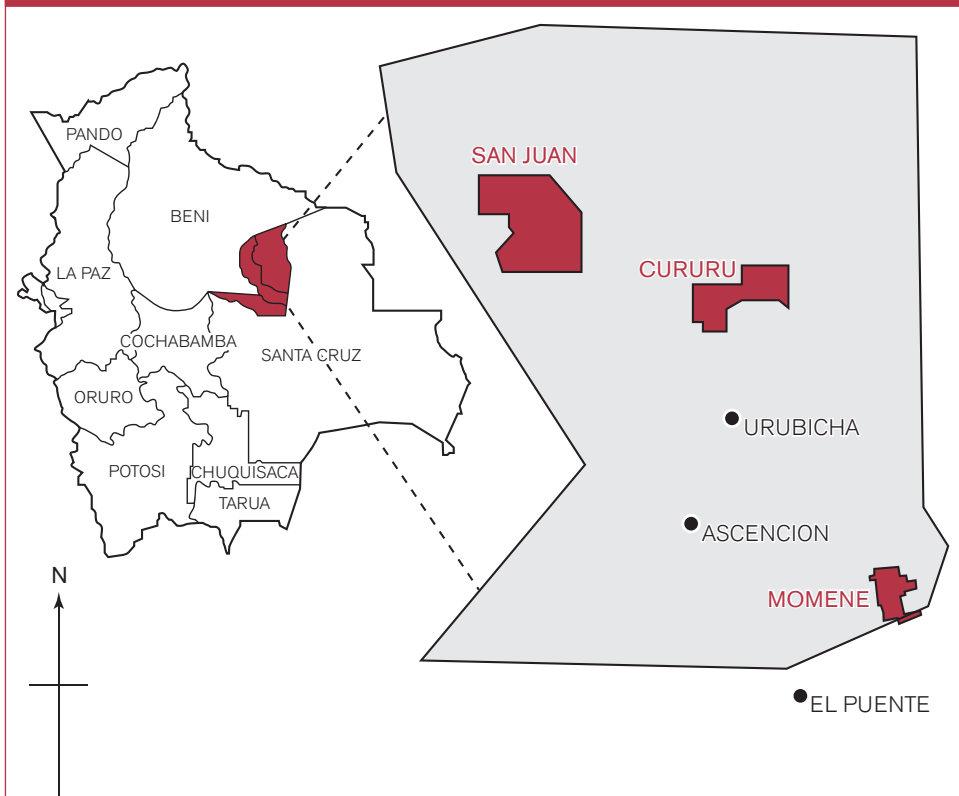 PANDO
BENI
LA PAZ
COCHABAMBA
SANTA CRUZ
ORURO
POTOSI
CHUQUISACA
TARUA
N
SAN JUAN
CURURU
URUBICHA
ASCENCION
MOMENE
EL PUENTE